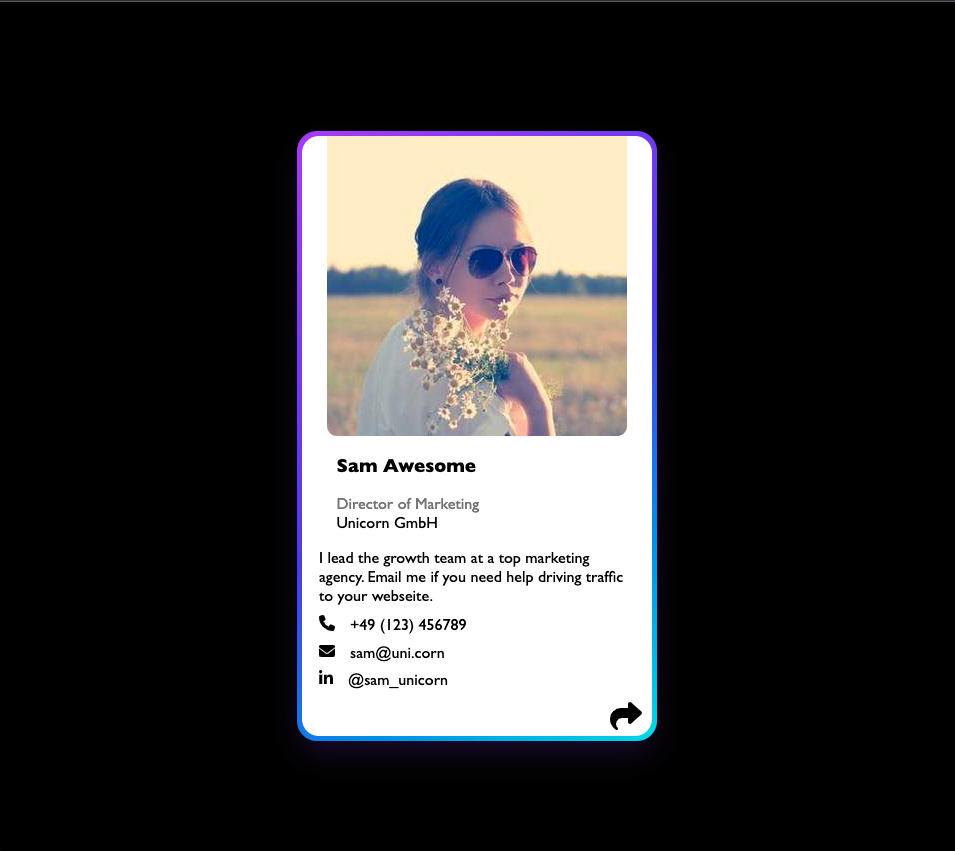 Sam Awesome
Director of Marketing
Unicorn GmbH
I lead the growth team at a top marketing
agency. Email me if you need help driving traffic
to your webseite.
+49 (123) 456789
sam@uni.corn
in @sam_unicorn